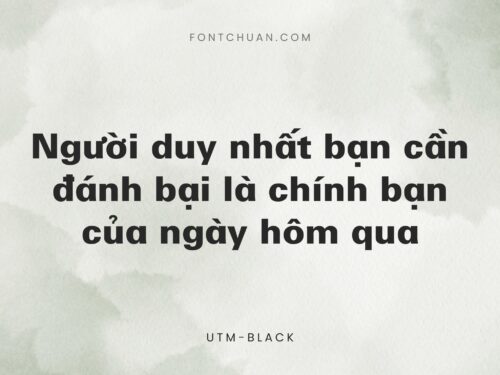 FONTCHUAN.COM
Người duy nhất bạn cần
đánh bại là chính bạn
của ngày hôm qua
UTM-BLACK